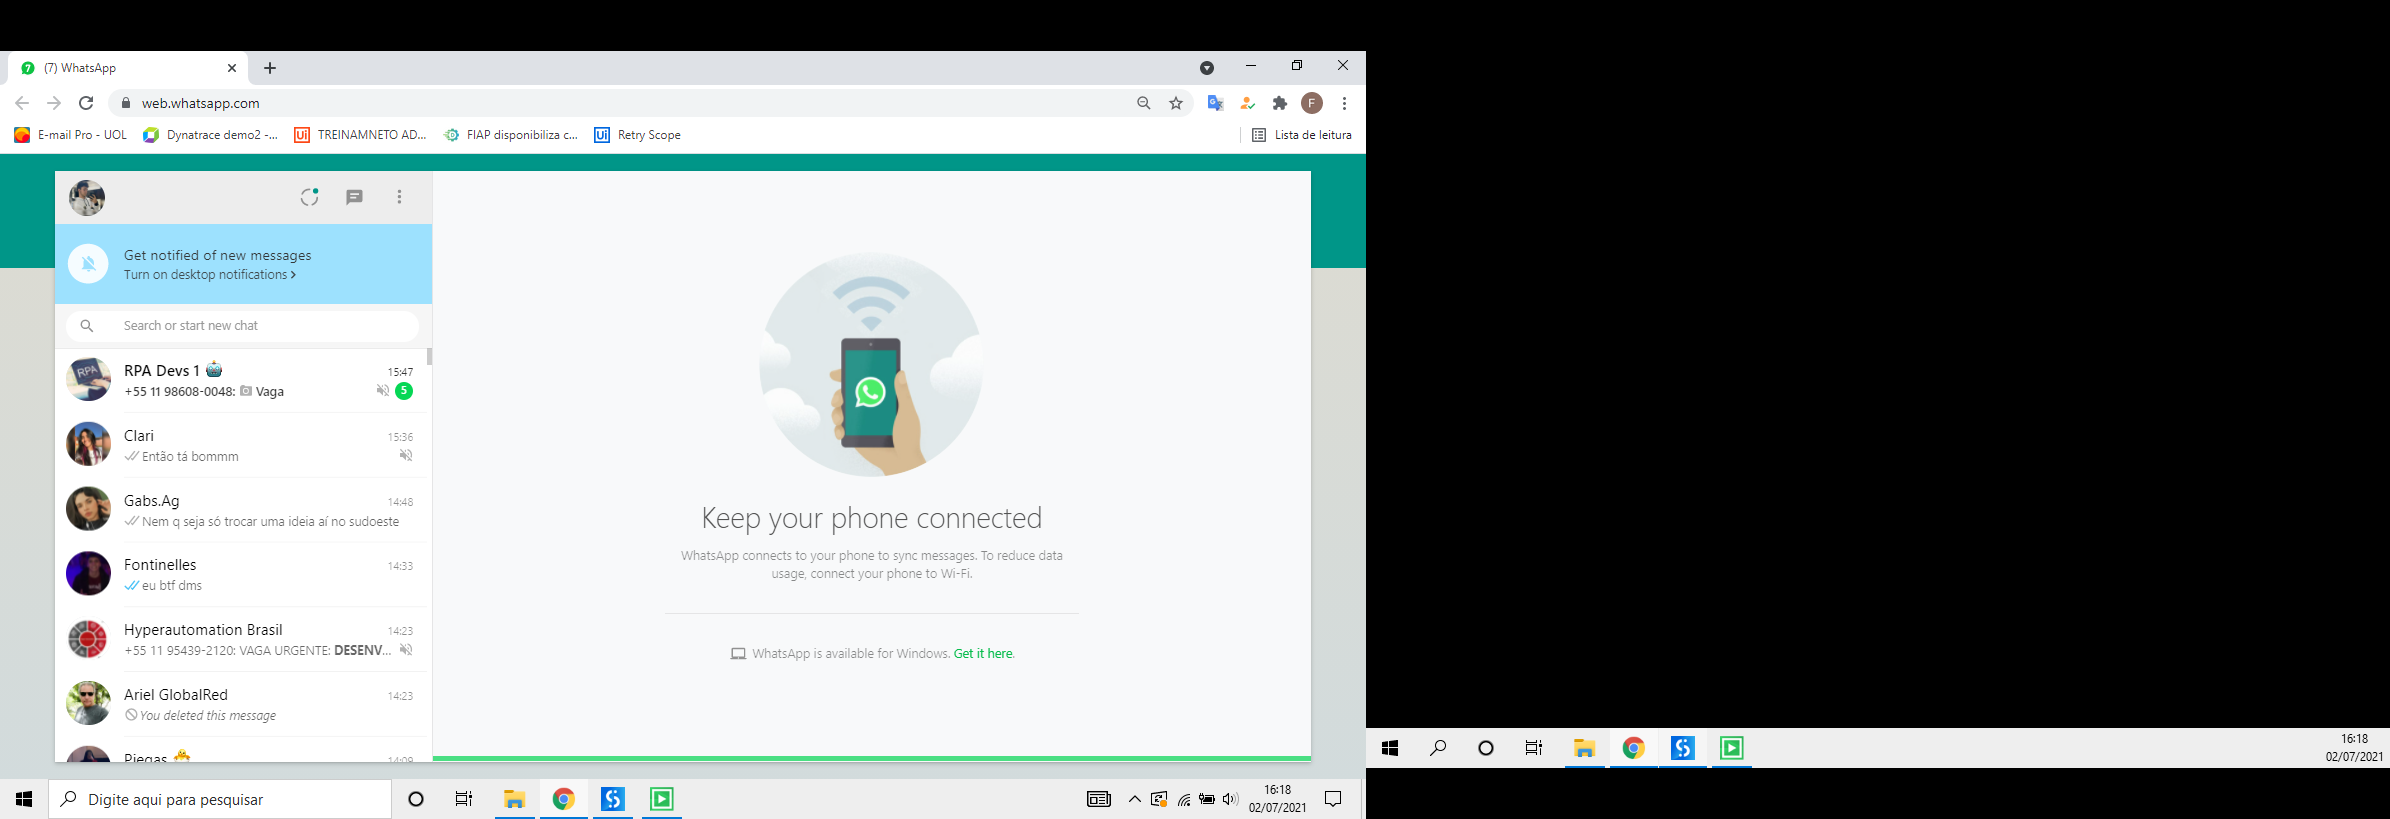 (7) WhatsApp
web.whatsapp.com
F
E-mail Pro - UOL
Dynatrace demo2 -...
Ui
TREINAMNETO AD...
FIAP disponibiliza c...
Ui
Retry Scope
Lista de leitura
Get notified of new messages
Turn on desktop notifications
Search or start new chat
RPA
RPA Devs 1
15:47
+55 11 98608-0048: Vaga
5
Clari
15:36
Então tá bommm
Gabs.Ag
14:48
Nem q seja só trocar uma ideia aí no sudoeste
Fontinelles
14:33
eu btf dms
Hyperautomation Brasil
14:23
+55 11 95439-2120: VAGA URGENTE: DESENV...
Ariel GlobalRed
14:23
You deleted this message
Piegas
14:09
Keep your phone connected
WhatsApp connects to your phone to sync messages. To reduce data
usage, connect your phone to Wi-Fi.
WhatsApp is available for Windows. Get it here.
Digite aqui para pesquisar
16:18
02/07/2021
16:18
02/07/2021